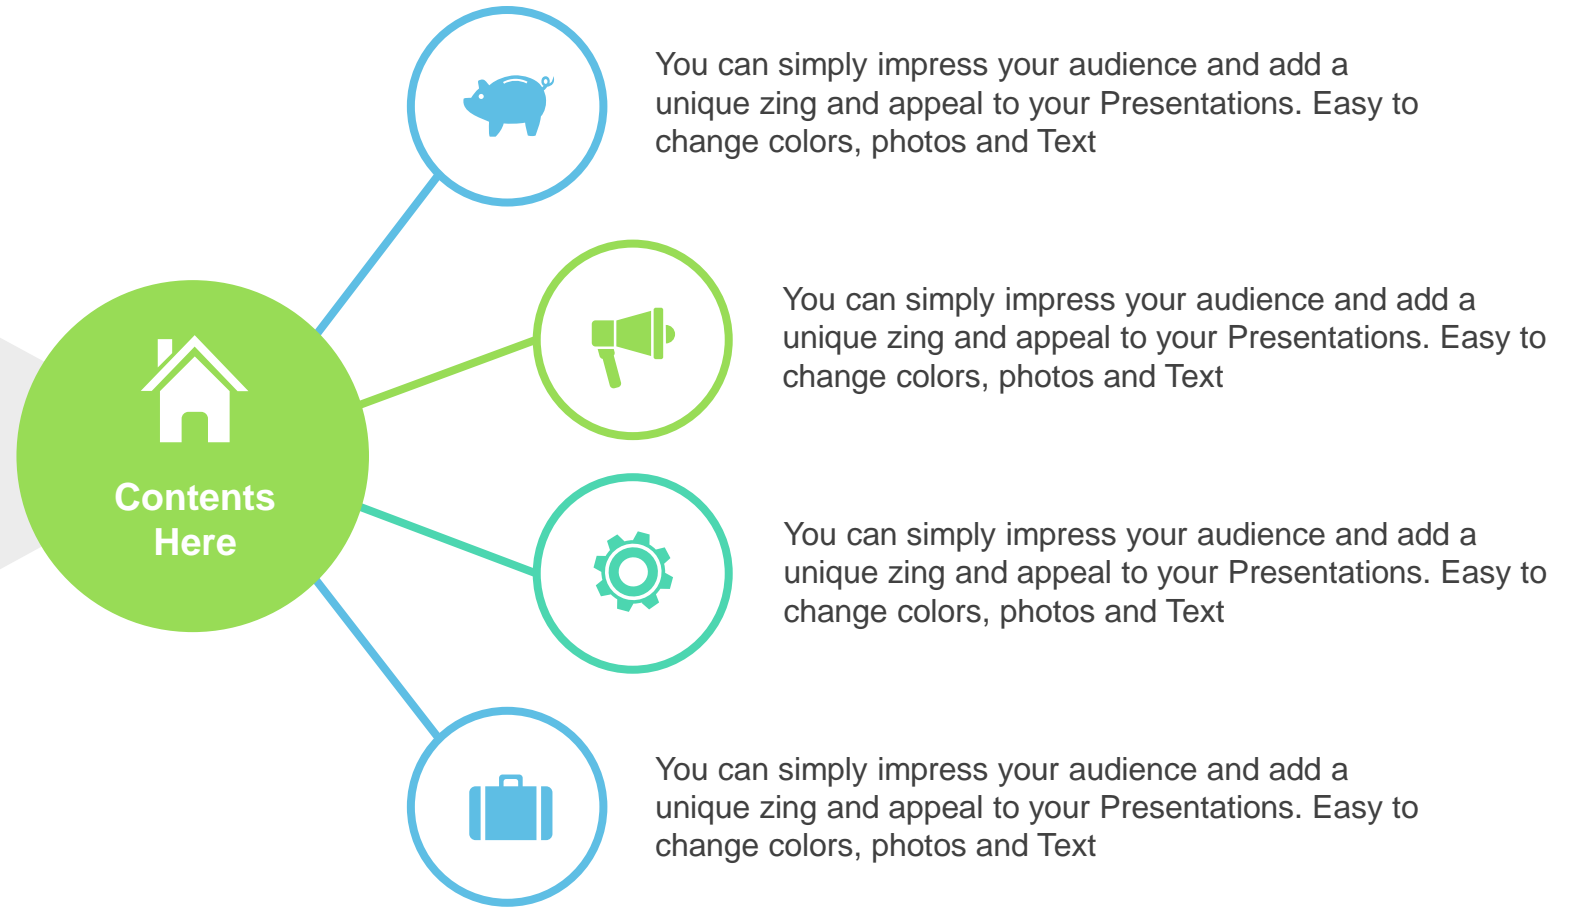 You can simply impress your audience and add a
unique zing and appeal to your Presentations. Easy to
change colors, photos and Text
You can simply impress your audience and add a
unique zing and appeal to your Presentations. Easy to
change colors, photos and Text
Contents
Here
You can simply impress your audience and add a
unique zing and appeal to your Presentations. Easy to
change colors, photos and Text
You can simply impress your audience and add a
unique zing and appeal to your Presentations. Easy to
change colors, photos and Text